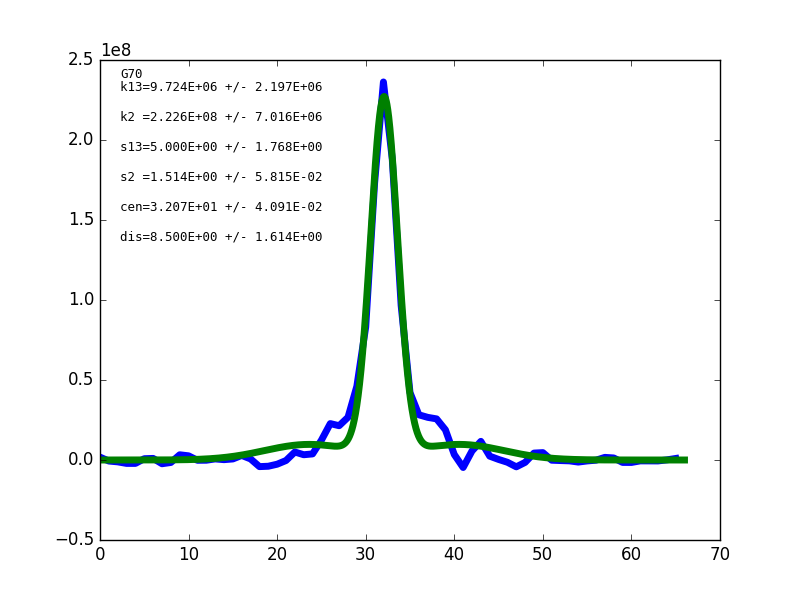 1e8
2.5
G70
k13=9.724E+06 +/- 2.197E+06
k2 =2.226E+08 +/- 7.016E+06
2.0
s13=5.000E+00 +/- 1.768E+00
s2 =1.514E+00 +/- 5.815E-02
1.5
cen=3.207E+01 +/- 4.091E-02
dis=8.500E+00 +/- 1.614E+00
1.0
0.5
0.0
−0.5
0 10 20 30 40 50 60 70